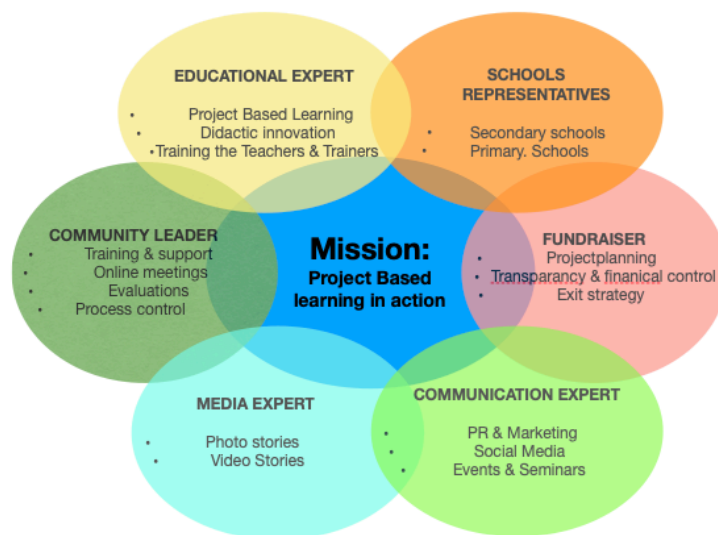 EDUCATIONAL EXPERT
• Project Based Learning
• Didactic innovation
•Training the Teachers & Trainers
SCHOOLS
REPRESENTATIVES
• Secondary schools
• Primary. Schools
COMMUNITY LEADER
• Training & support
• Online meetings
• Evaluations
• Process control
Mission:
Project Based
learning in action
FUNDRAISER
• Projectplanning
• Transparancy & finanical control
• Exit strategy
MEDIA EXPERT
• Photo stories
• Video Stories
COMMUNICATION EXPERT
• PR & Marketing
• Social Media
• Events & Seminars